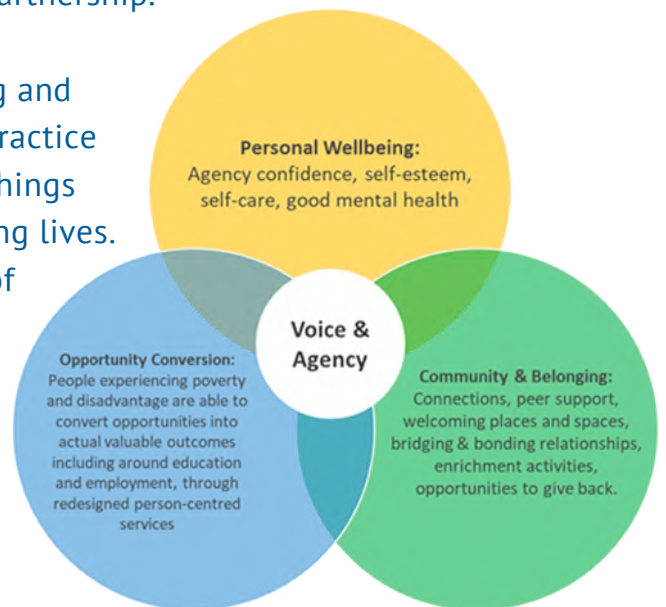 artnership.
g and
ractice
hings
ng lives.
of
Personal Wellbeing:
Agency confidence, self-esteem,
self-care, good mental health
Voice &
Agency
Opportunity Conversion:
People experiencing poverty
and disadvantage are able to
convert opportunities into
actual valuable outcomes
including around education
and employment, through
redesigned person-centred
services
Community & Belonging:
Connections, peer support,
welcoming places and spaces,
bridging & bonding relationships,
enrichment activities,
opportunities to give back.